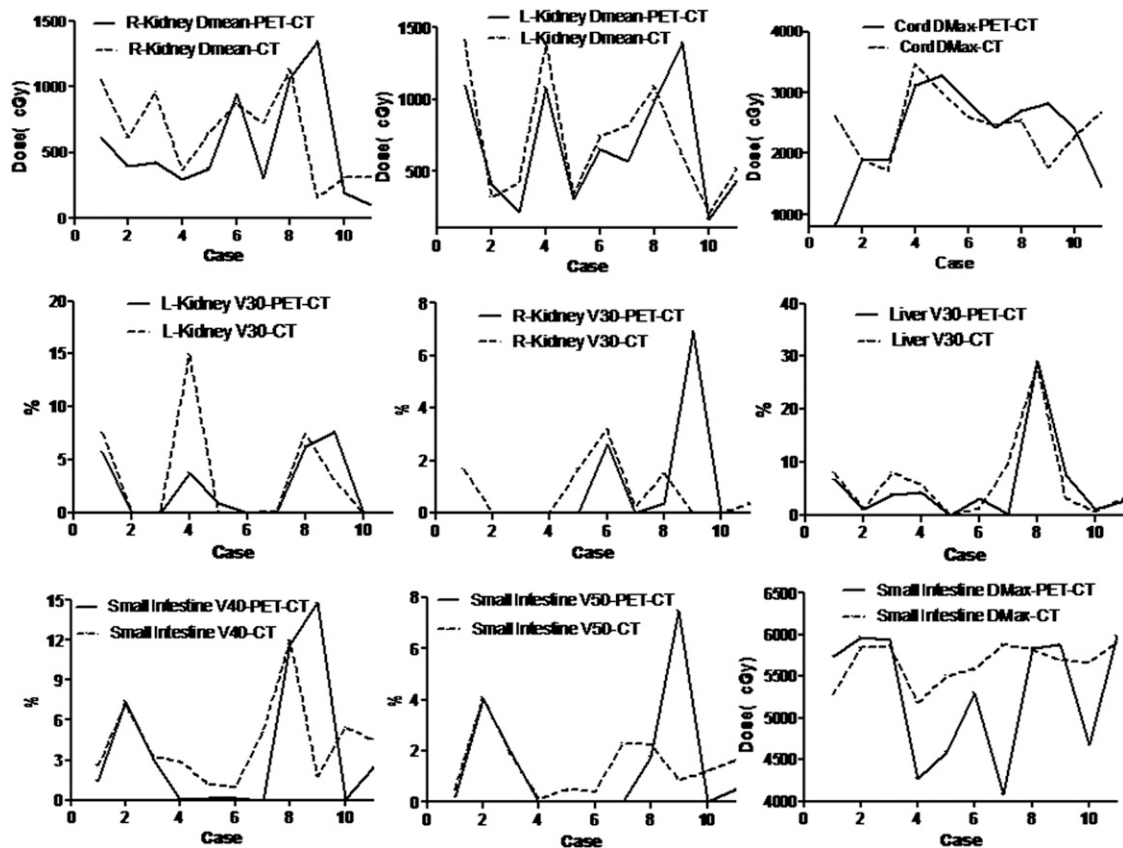 R-Kidney Dmean-PET-CT
R-Kidney Dmean-CT
1500
1000
500
0
Dose( cGy)
0 2 4 6 8 10
Case
L-Kidney Dmean-PET-CT
L-Kidney Dmean-CT
1500
1000
500
Dose( cGy)
0 2 4 6 8 10
Case
Cord DMax-PET-CT
Cord DMax-CT
4000
3000
2000
1000
Dose( cGy)
0 2 4 6 8 10
Case
L-Kidney V30-PET-CT
L-Kidney V30-CT
20
15
10
5
0
%
0 2 4 6 8 10
Case
R-Kidney V30-PET-CT
R-Kidney V30-CT
8
6
4
2
0
%
0 2 4 6 8 10
Case
Liver V30-PET-CT
Liver V30-CT
40
30
20
10
0
%
0 2 4 6 8 10
Case
Small Intestine V40-PET-CT
Small Intestine V40-CT
15
12
9
6
3
0
%
0 2 4 6 8 10
Case
Small Intestine V50-PET-CT
Small Intestine V50-CT
8
6
4
2
0
%
0 2 4 6 8 10
Case
Small Intestine DMax-PET-CT
Small Intestine DMax-CT
6500
6000
5500
5000
4500
4000
Dose( cGy)
0 2 4 6 8 10
Case